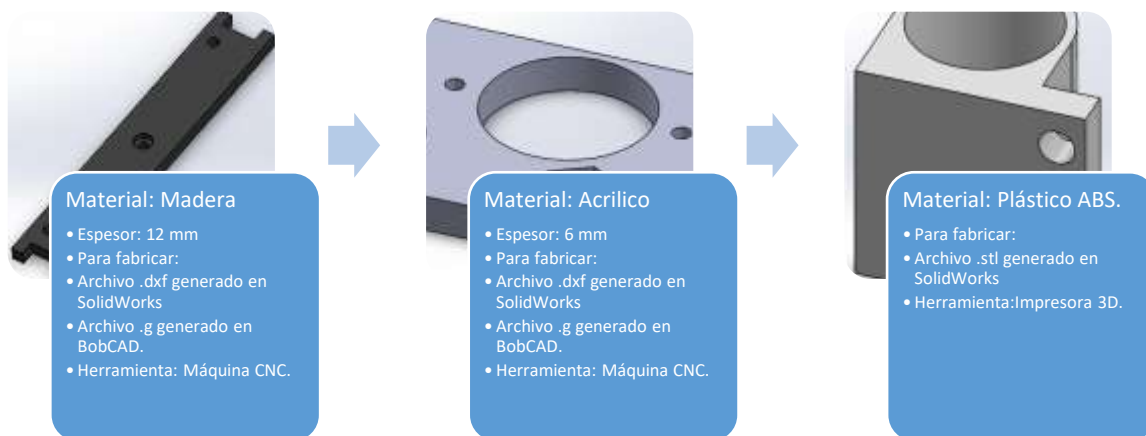 Material: Madera
• Espesor: 12 mm
• Para fabricar:
• Archivo .dxf generado en
SolidWorks
• Archivo .g generado en
BobCAD.
• Herramienta: Máquina CNC.
Material: Acrilico
• Espesor: 6 mm
• Para fabricar:
• Archivo .dxf generado en
SolidWorks
• Archivo .g generado en
BobCAD.
• Herramienta: Máquina CNC.
Material: Plástico ABS.
• Para fabricar:
• Archivo .stl generado en
SolidWorks
• Herramienta:Impresora 3D.